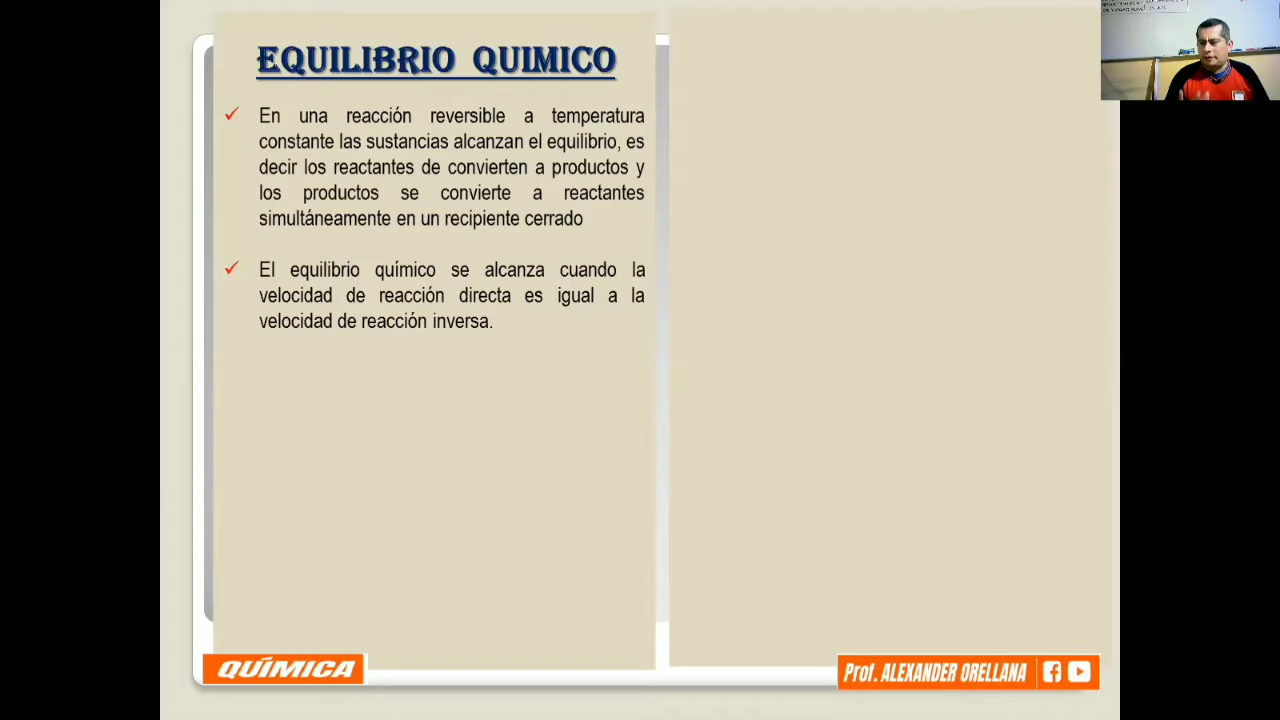 EQUILIBRIO QUIMICO
✓ En una reacción reversible a temperatura
constante las sustancias alcanzan el equilibrio, es
decir los reactantes de convierten a productos y
los productos se convierte a reactantes
simultáneamente en un recipiente cerrado
✓ El equilibrio químico se alcanza cuando la
velocidad de reacción directa es igual a la
velocidad de reacción inversa.
QUÍMICA
Prof. ALEXANDER ORELLANA